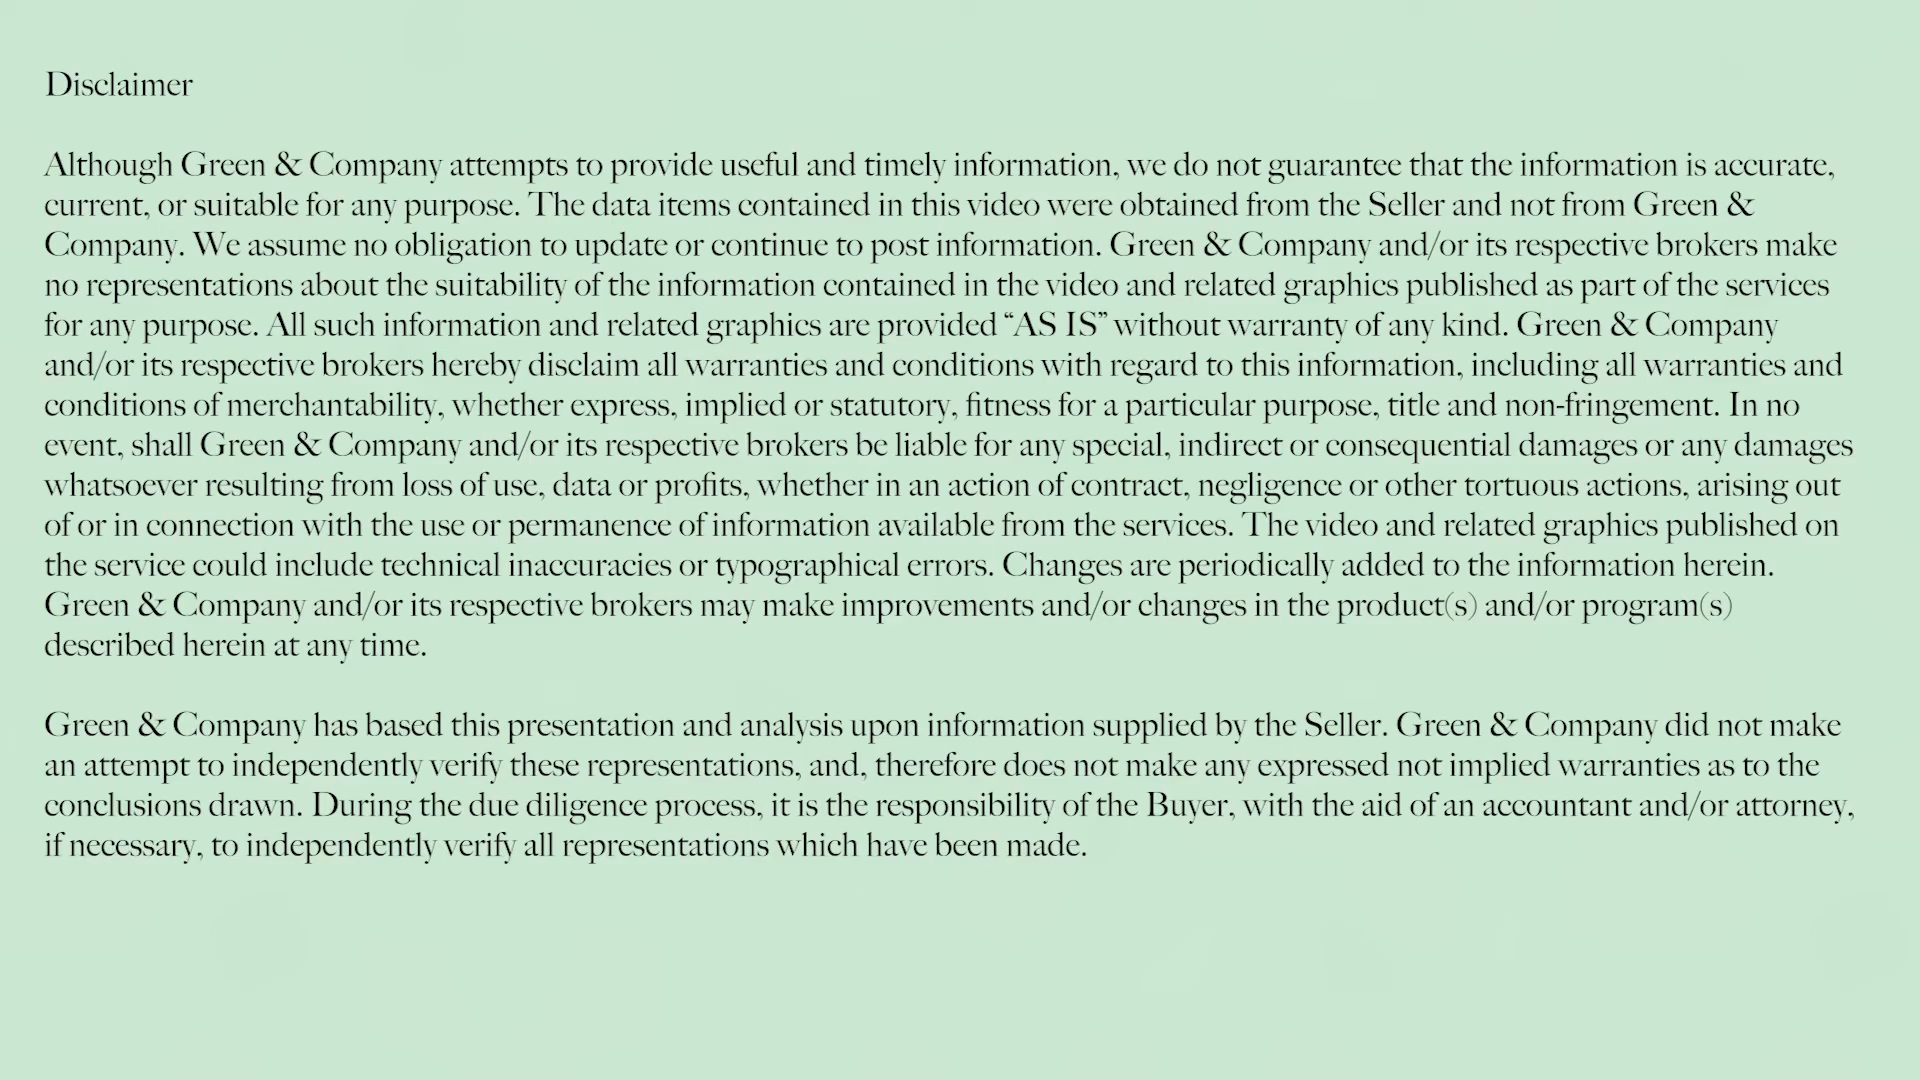 Disclaimer
Although Green & Company attempts to provide useful and timely information, we do not guarantee that the information is accurate,
current, or suitable for any purpose. The data items contained in this video were obtained from the Seller and not from Green &
Company. We assume no obligation to update or continue to post information. Green & Company and/or its respective brokers make
no representations about the suitability of the information contained in the video and related graphics published as part of the services
for any purpose. All such information and related graphics are provided “AS IS” without warranty of any kind. Green & Company
and/or its respective brokers hereby disclaim all warranties and conditions with regard to this information, including all warranties and
conditions of merchantability, whether express, implied or statutory, fitness for a particular purpose, title and non-fringement. In no
event, shall Green & Company and/or its respective brokers be liable for any special, indirect or consequential damages or any damages
whatsoever resulting from loss of use, data or profits, whether in an action of contract, negligence or other tortuous actions, arising out
of or in connection with the use or permanence of information available from the services. The video and related graphics published on
the service could include technical inaccuracies or typographical errors. Changes are periodically added to the information herein.
Green & Company and/or its respective brokers may make improvements and/or changes in the product(s) and/or program(s)
described herein at any time.
Green & Company has based this presentation and analysis upon information supplied by the Seller. Green & Company did not make
an attempt to independently verify these representations, and, therefore does not make any expressed not implied warranties as to the
conclusions drawn. During the due diligence process, it is the responsibility of the Buyer, with the aid of an accountant and/or attorney,
if necessary, to independently verify all representations which have been made.